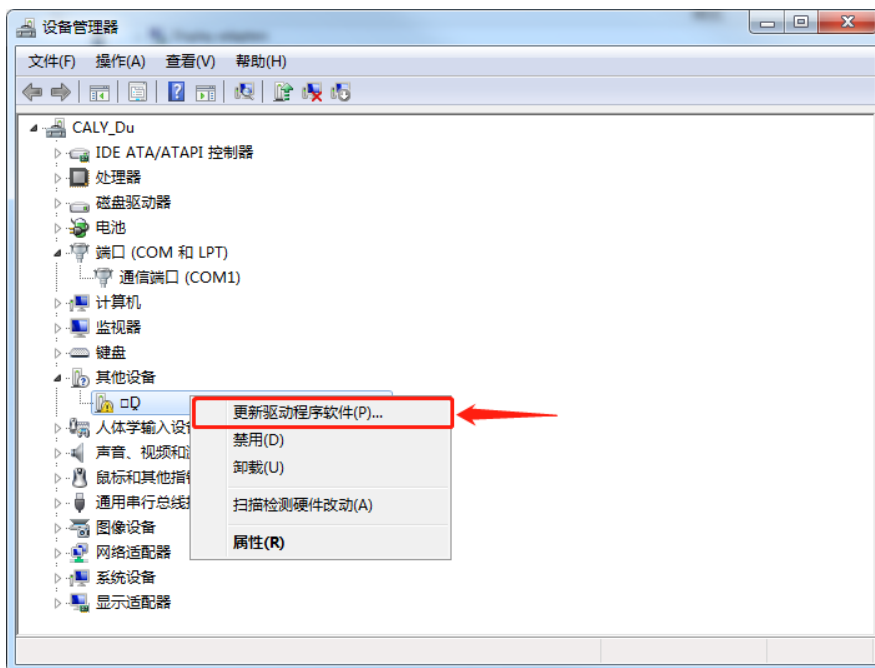 设备管理器
文件(F) 操作(A) 查看(V) 帮助(H)
CALY_Du
IDE ATA/ATAPI 控制器
处理器
磁盘驱动器
电池
端口 (COM 和 LPT)
通信端口 (COM1)
计算机
监视器
键盘
其他设备
更新驱动程序软件(P)...
人体学输入设
禁用(D)
声音、视频和
卸载(U)
鼠标和其他指
通用串行总线
扫描检测硬件改动(A)
图像设备
属性(R)
网络适配器
系统设备
显示适配器